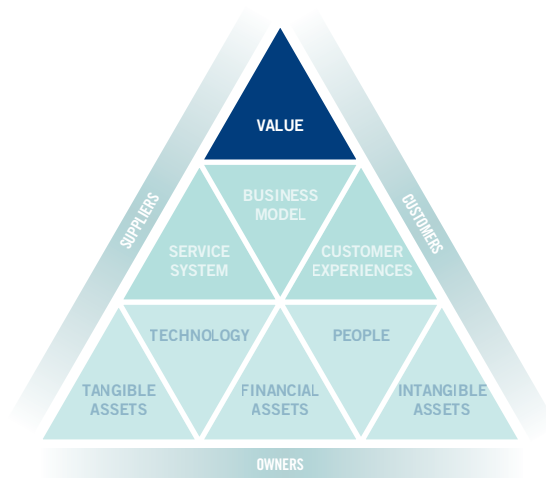 VALUE
SUPPLIERS
CUSTOMERS
BUSINESS
MODEL
SERVICE
SYSTEM
CUSTOMER
EXPERIENCES
TECHNOLOGY
PEOPLE
TANGIBLE
ASSETS
FINANCIAL
ASSETS
INTANGIBLE
ASSETS
OWNERS